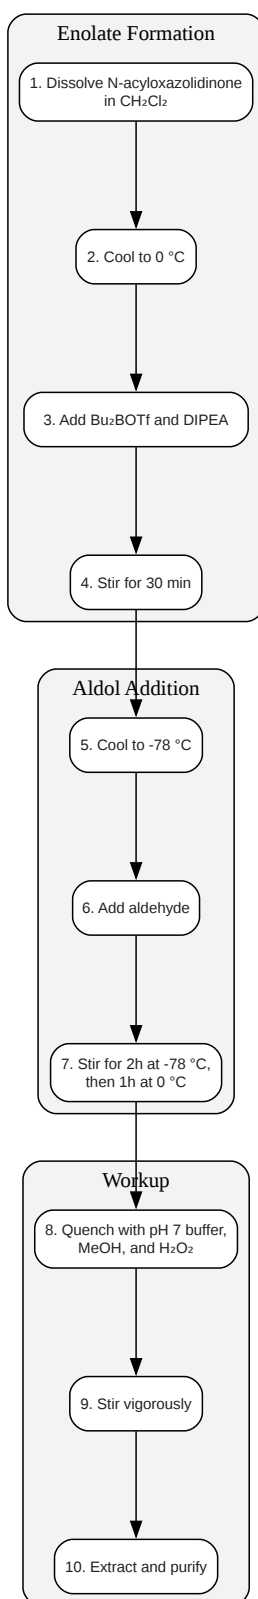 Enolate Formation
1. Dissolve N-acyloxazolidinone
in CH₂Cl₂
2. Cool to 0 °C
3. Add Bu₂BOTf and DIPEA
4. Stir for 30 min
Aldol Addition
5. Cool to -78 °C
6. Add aldehyde
7. Stir for 2h at -78 °C,
then 1h at 0 °C
Workup
8. Quench with pH 7 buffer,
MeOH, and H₂O₂
9. Stir vigorously
10. Extract and purify